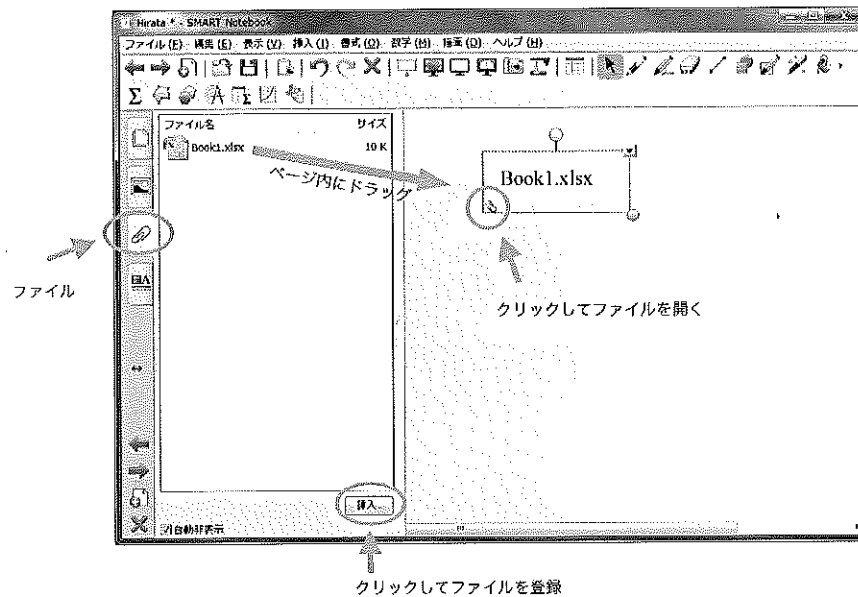 Hirata * - SMART Notebook
ファイル (F) 編集 (E) 表示 (V) 挿入 (I) 書式 (O) 数学 (M) 描画 (D) ヘルプ (H)
ファイル名 サイズ
Book1.xlsx 10 K
ページ内にドラッグ
Book1.xlsx
ファイル
クリックしてファイルを開く
挿入...
自動非表示
クリックしてファイルを登録